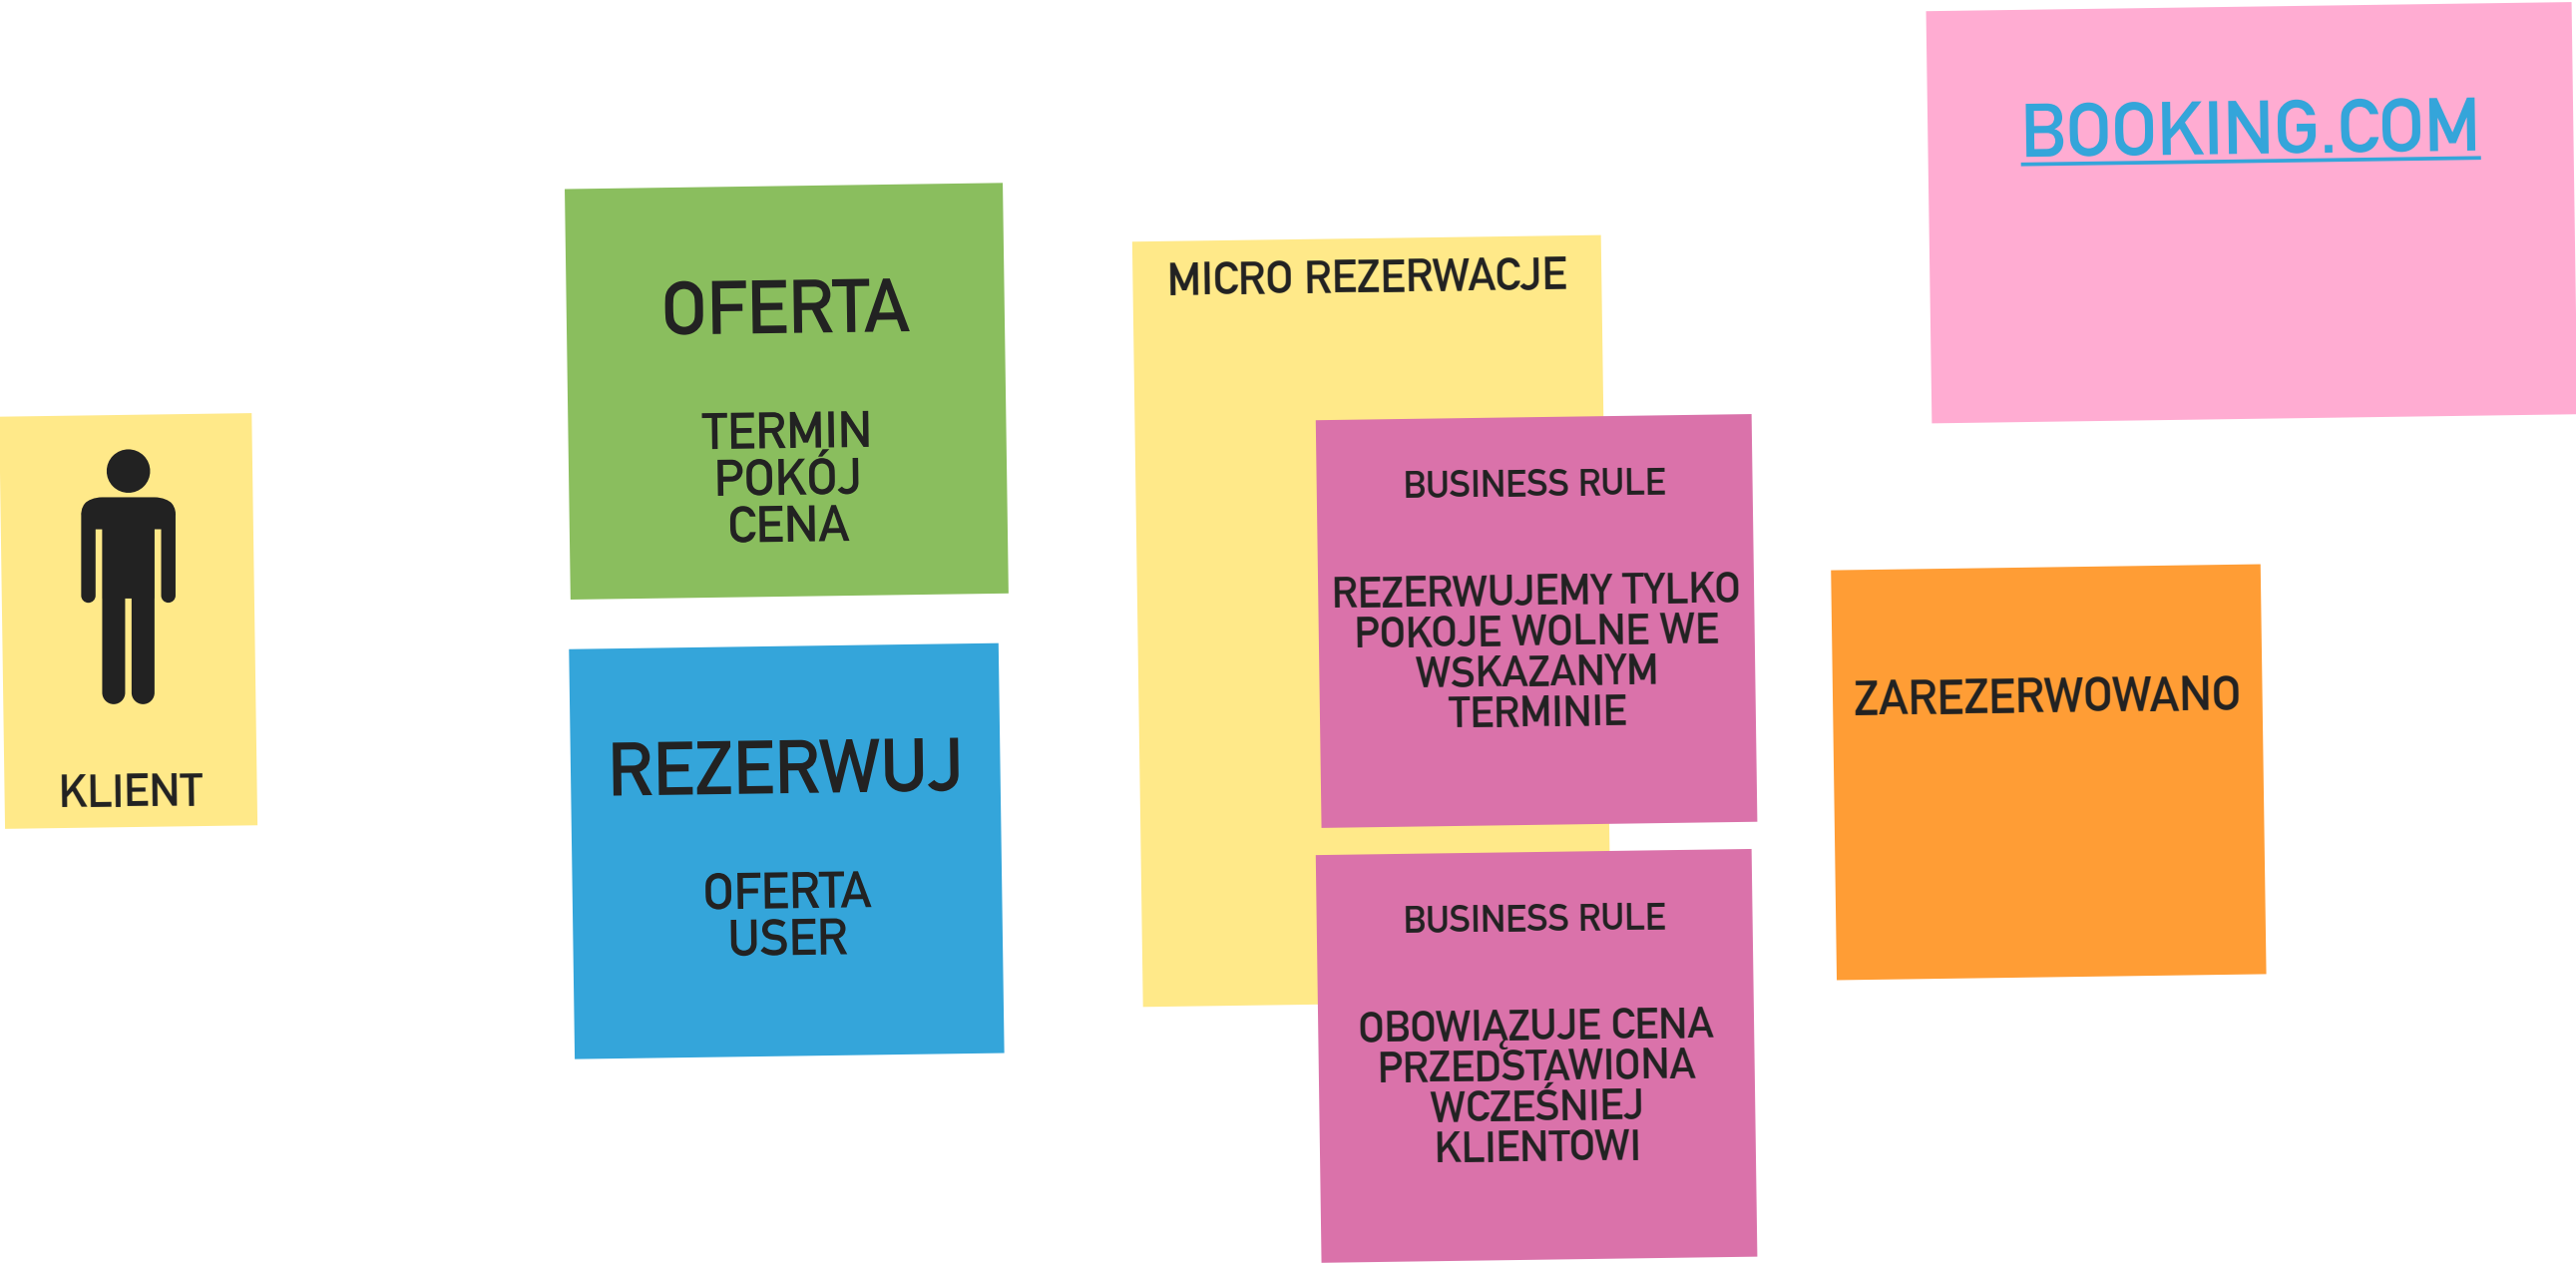 KLIENT
OFERTA
TERMIN
POKÓJ
CENA
REZERWUJ
OFERTA
USER
MICRO REZERWACJE
BUSINESS RULE
REZERWUJEMY TYLKO
POKOJE WOLNE WE
WSKAZANYM
TERMINIE
BUSINESS RULE
OBOWIĄZUJE CENA
PRZEDSTAWIONA
WCZEŚNIEJ
KLIENTOWI
BOOKING.COM
ZAREZERWOWANO